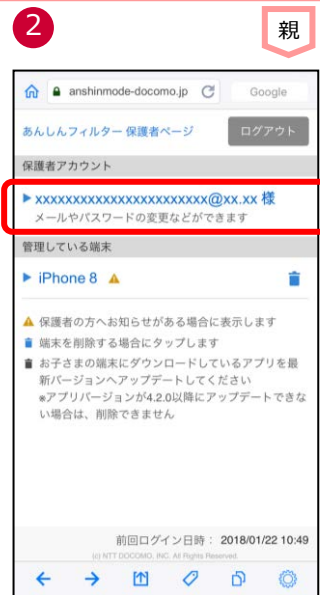 2
親
anshinmode-docomo.jp
Google
あんしんフィルター 保護者ページ
ログアウト
保護者アカウント
▶ xxxxxxxxxxxxxxxxxxxxxxx@xx.xx 様
メールやパスワードの変更などができます
管理している端末
▶ iPhone 8
保護者の方へお知らせがある場合に表示します
端末を削除する場合にタップします
お子さまの端末にダウンロードしているアプリを最
新バージョンへアップデートしてください
※アプリバージョンが4.2.0以降にアップデートできな
い場合は、削除できません
前回ログイン日時： 2018/01/22 10:49
(c) NTT DOCOMO, INC. All Rights Reserved.